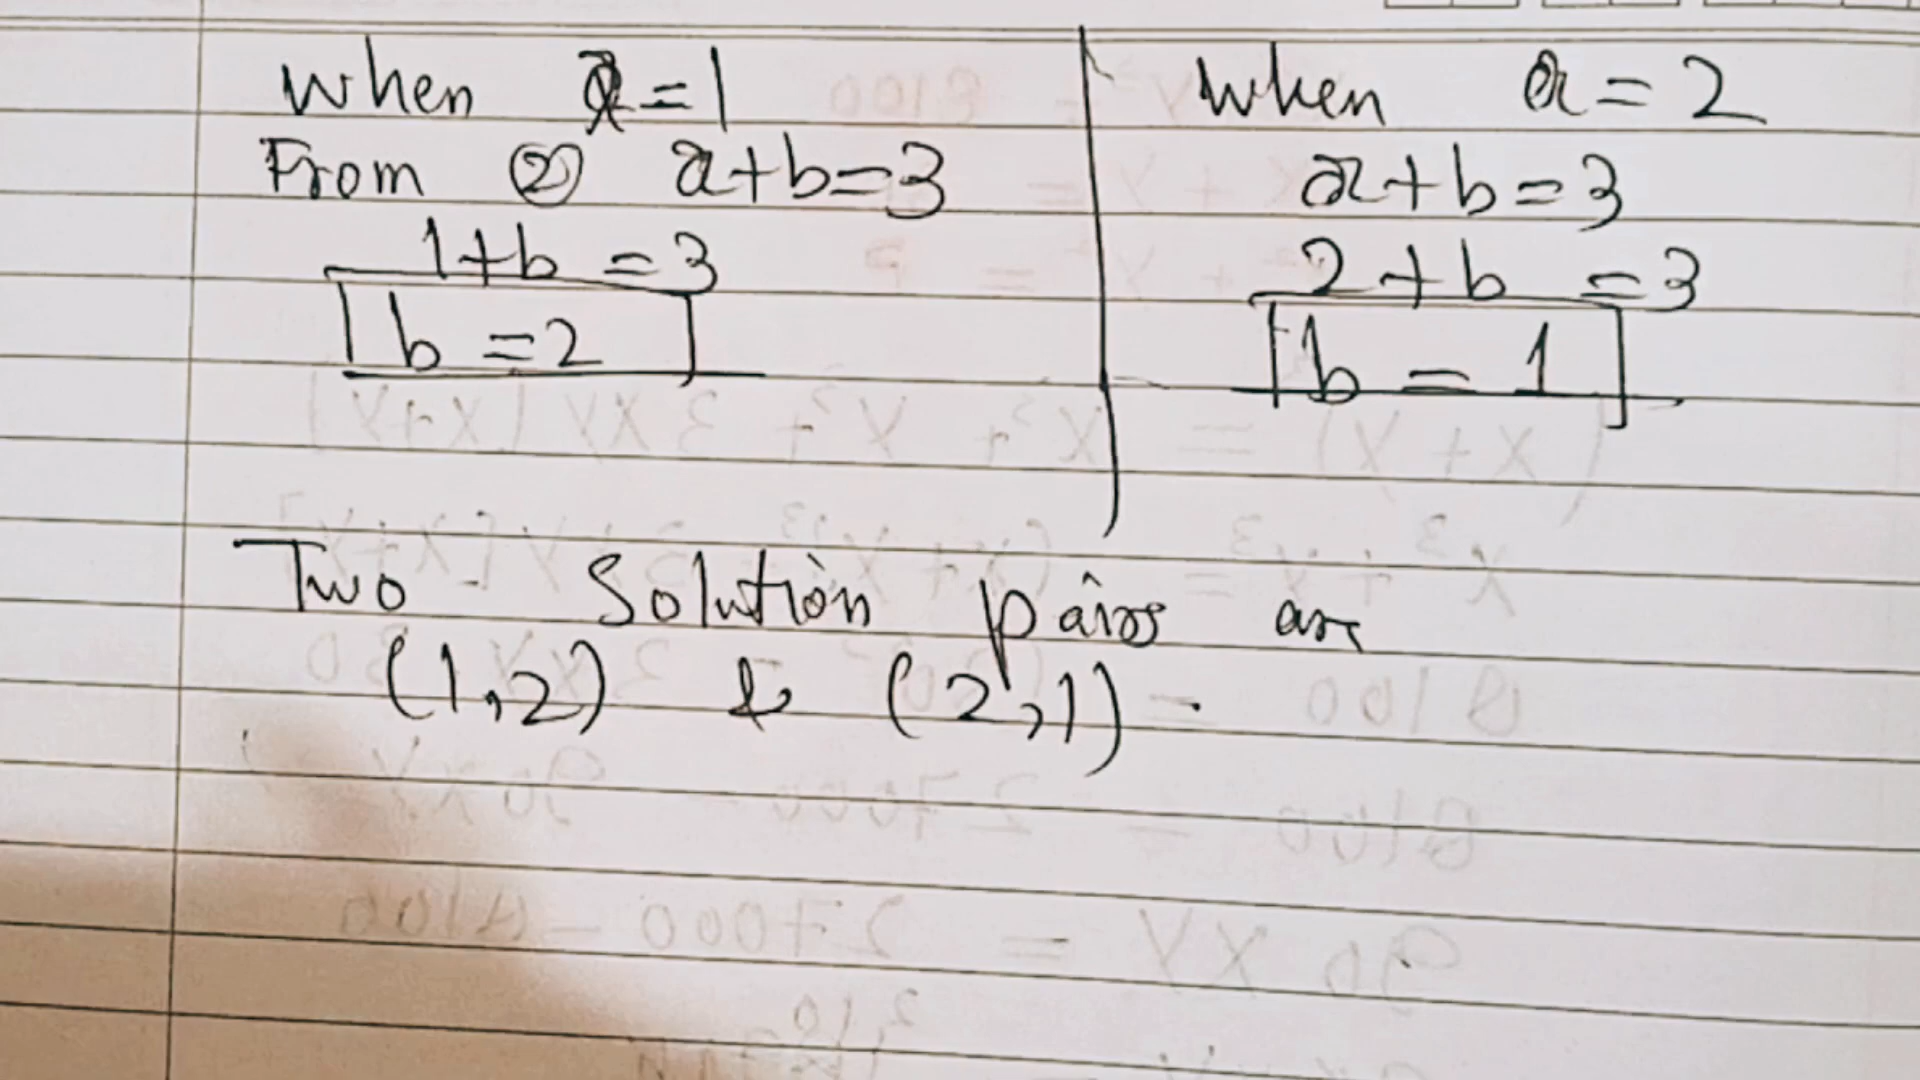 When a=1
From ② a+b=3
1+b=3
b=2
When a=2
a+b=3
2+b=3
b=1
Two Solution pairs are
(1,2) & (2,1).